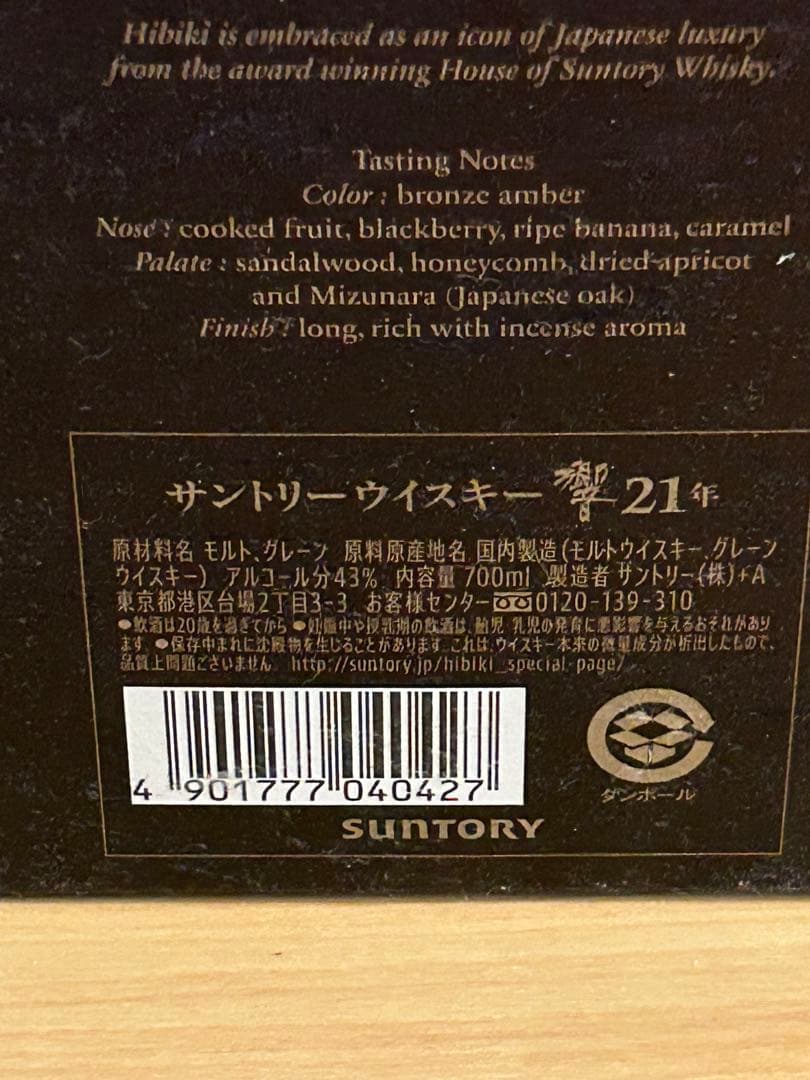 Hibiki is embraced as an icon of Japanese luxury
from the award winning House of Suntory Whisky.
Tasting Notes
Color : bronze amber
Nose : cooked fruit, blackberry, ripe banana, caramel
Palate : sandalwood, honeycomb, dried apricot
and Mizunara (Japanese oak)
Finish : long, rich with incense aroma
サントリーウイスキー 響 21年
原材料名 モルト、グレーン 原料原産地名 国内製造(モルトウイスキー、グレーン
ウイスキー) アルコール分43% 内容量 700ml 製造者 サントリー(株)+A
東京都港区台場2丁目3-3 お客様センター 0120-139-310
●飲酒は20歳を過ぎてから ●妊娠中や授乳期の飲酒は、胎児・乳児の発育に悪影響を与えるおそれがあり
ます ●保存中まれに沈殿物を生じることがあります。これは、ウイスキー本来の微量成分が析出したもので、
品質上問題ございません。 http://suntory.jp/hibiki_special-page/
4 901777 040427
SUNTORY
ダンボール